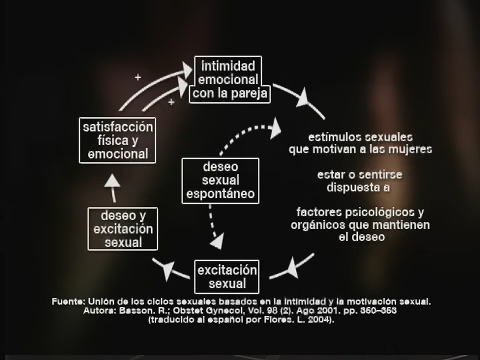 intimidad
emocional
con la pareja
+
+
satisfacción
física y
emocional
estímulos sexuales
que motivan a las mujeres
deseo
sexual
espontáneo
estar o sentirse
dispuesta a
deseo y
excitación
sexual
factores psicológicos y
orgánicos que mantienen
el deseo
excitación
sexual
Fuente: Unión de los ciclos sexuales basados en la intimidad y la motivación sexual.
Autora: Basson. R.; Obstet Gynecol, Vol. 98 (2). Ago 2001. pp. 350–353
(traducido al español por Flores. L. 2004).